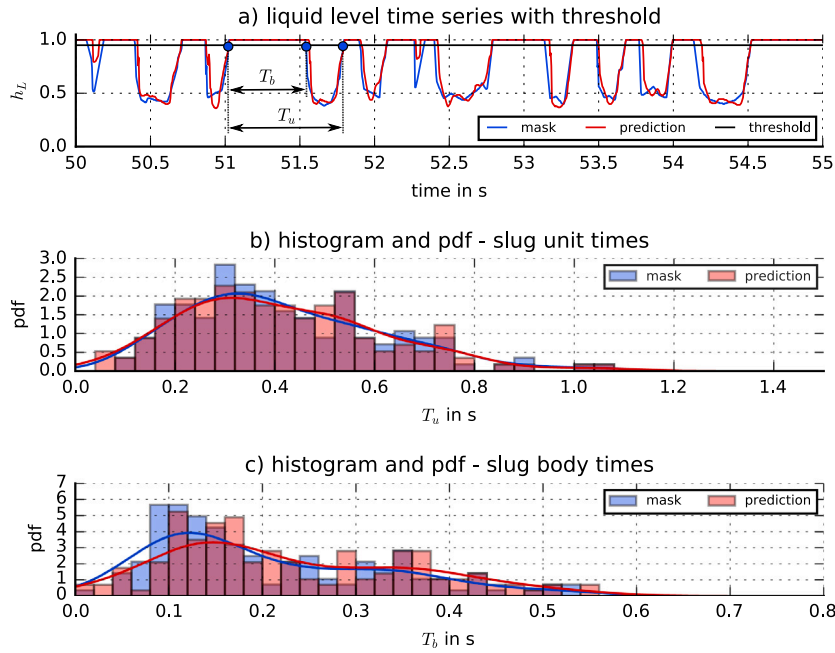 a) liquid level time series with threshold
1.0
0.5
0.0
h_L
T_b
T_u
mask prediction threshold
50 50.5 51 51.5 52 52.5 53 53.5 54 54.5 55
time in s
b) histogram and pdf - slug unit times
3.0
2.5
2.0
1.5
1.0
0.5
0.0
pdf
mask prediction
0.0 0.2 0.4 0.6 0.8 1.0 1.2 1.4
T_u in s
c) histogram and pdf - slug body times
7
6
5
4
3
2
1
0
pdf
mask prediction
0.0 0.1 0.2 0.3 0.4 0.5 0.6 0.7 0.8
T_b in s